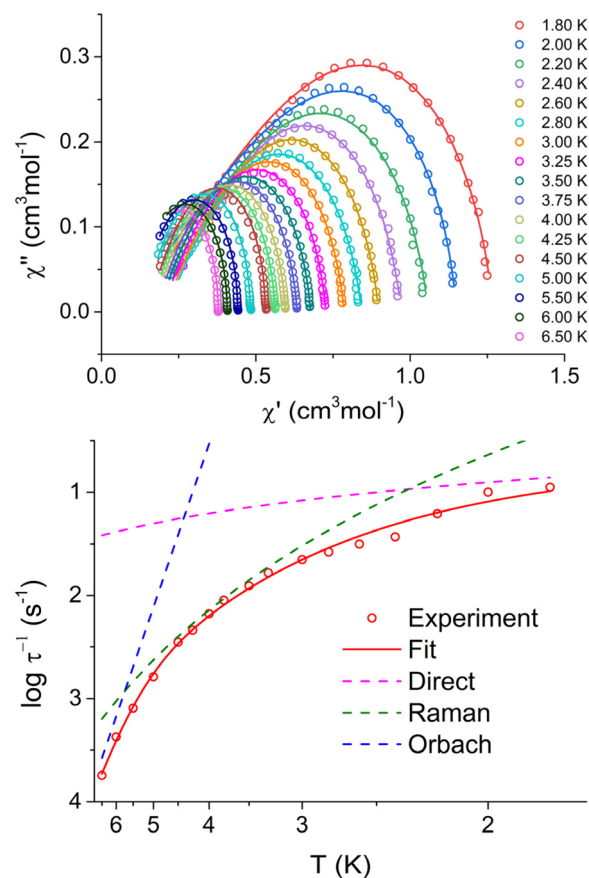 0.3
0.2
0.1
0.0
χ'' (cm³mol⁻¹)
0.0 0.5 1.0 1.5
χ' (cm³mol⁻¹)
1.80 K
2.00 K
2.20 K
2.40 K
2.60 K
2.80 K
3.00 K
3.25 K
3.50 K
3.75 K
4.00 K
4.25 K
4.50 K
5.00 K
5.50 K
6.00 K
6.50 K
1
2
3
4
log τ⁻¹ (s⁻¹)
Experiment
Fit
Direct
Raman
Orbach
6 5 4 3 2
T (K)